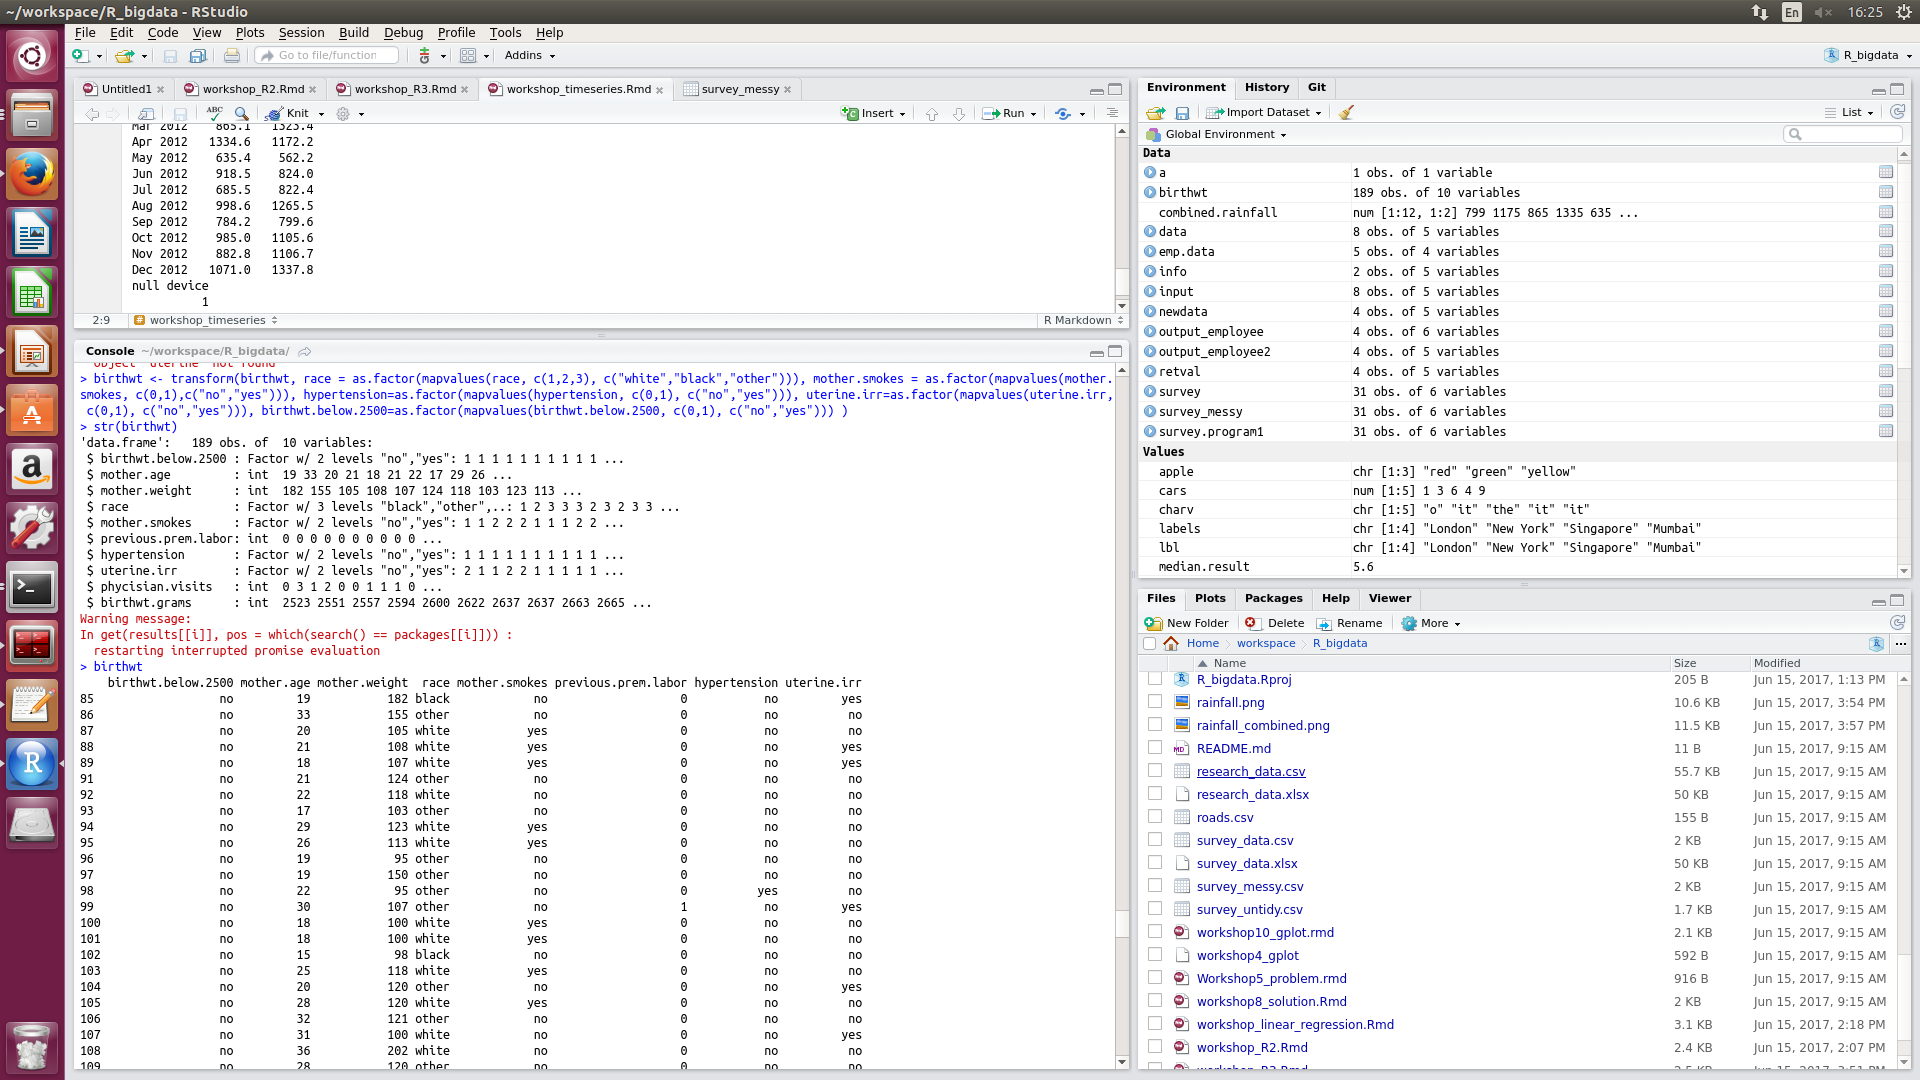 ~/workspace/R_bigdata - RStudio
En
16:25
File Edit Code View Plots Session Build Debug Profile Tools Help
Go to file/function
Addins
R_bigdata
Untitled1
workshop_R2.Rmd
workshop_R3.Rmd
workshop_timeseries.Rmd
survey_messy
ABC
Knit
Insert
Run
Mar 2012 865.1 1323.4
Apr 2012 1334.6 1172.2
May 2012 635.4 562.2
Jun 2012 918.5 824.0
Jul 2012 685.5 822.4
Aug 2012 998.6 1265.5
Sep 2012 784.2 799.6
Oct 2012 985.0 1105.6
Nov 2012 882.8 1106.7
Dec 2012 1071.0 1337.8
null device
1
2:9
workshop_timeseries
R Markdown
Console ~/workspace/R_bigdata/
object 'uterine' not found
> birthwt <- transform(birthwt, race = as.factor(mapvalues(race, c(1,2,3), c("white","black","other"))), mother.smokes = as.factor(mapvalues(mother.
smokes, c(0,1),c("no","yes"))), hypertension=as.factor(mapvalues(hypertension, c(0,1), c("no","yes"))), uterine.irr=as.factor(mapvalues(uterine.irr,
c(0,1), c("no","yes"))), birthwt.below.2500=as.factor(mapvalues(birthwt.below.2500, c(0,1), c("no","yes"))) )
> str(birthwt)
'data.frame': 189 obs. of 10 variables:
$ birthwt.below.2500 : Factor w/ 2 levels "no","yes": 1 1 1 1 1 1 1 1 1 1 ...
$ mother.age : int 19 33 20 21 18 21 22 17 29 26 ...
$ mother.weight : int 182 155 105 108 107 124 118 103 123 113 ...
$ race : Factor w/ 3 levels "black","other",..: 1 2 3 3 3 2 3 2 3 3 ...
$ mother.smokes : Factor w/ 2 levels "no","yes": 1 1 2 2 2 1 1 1 2 2 ...
$ previous.prem.labor: int 0 0 0 0 0 0 0 0 0 0 ...
$ hypertension : Factor w/ 2 levels "no","yes": 1 1 1 1 1 1 1 1 1 1 ...
$ uterine.irr : Factor w/ 2 levels "no","yes": 2 1 1 2 2 1 1 1 1 1 ...
$ phycisian.visits : int 0 3 1 2 0 0 1 1 1 0 ...
$ birthwt.grams : int 2523 2551 2557 2594 2600 2622 2637 2637 2663 2665 ...
Warning message:
In get(results[[i]], pos = which(search() == packages[[i]])) :
restarting interrupted promise evaluation
> birthwt
birthwt.below.2500 mother.age mother.weight race mother.smokes previous.prem.labor hypertension uterine.irr
85 no 19 182 black no 0 no yes
86 no 33 155 other no 0 no no
87 no 20 105 white yes 0 no no
88 no 21 108 white yes 0 no yes
89 no 18 107 white yes 0 no yes
91 no 21 124 other no 0 no no
92 no 22 118 white no 0 no no
93 no 17 103 other no 0 no no
94 no 29 123 white yes 0 no no
95 no 26 113 white yes 0 no no
96 no 19 95 other no 0 no no
97 no 19 150 other no 0 no no
98 no 22 95 other no 0 yes no
99 no 30 107 other no 1 no yes
100 no 18 100 white yes 0 no no
101 no 18 100 white yes 0 no no
102 no 15 98 black no 0 no no
103 no 25 118 white yes 0 no no
104 no 20 120 other no 0 no yes
105 no 28 120 white yes 0 no no
106 no 32 121 other no 0 no no
107 no 31 100 white no 0 no yes
108 no 36 202 white no 0 no no
109 no 28 120 other no 0 no no
Environment History Git
Import Dataset
List
Global Environment
Data
a 1 obs. of 1 variable
birthwt 189 obs. of 10 variables
combined.rainfall num [1:12, 1:2] 799 1175 865 1335 635 ...
data 8 obs. of 5 variables
emp.data 5 obs. of 4 variables
info 2 obs. of 5 variables
input 8 obs. of 5 variables
newdata 4 obs. of 5 variables
output_employee 4 obs. of 6 variables
output_employee2 4 obs. of 5 variables
retval 4 obs. of 5 variables
survey 31 obs. of 6 variables
survey_messy 31 obs. of 6 variables
survey.program1 31 obs. of 6 variables
Values
apple chr [1:3] "red" "green" "yellow"
cars num [1:5] 1 3 6 4 9
charv chr [1:5] "o" "it" "the" "it" "it"
labels chr [1:4] "London" "New York" "Singapore" "Mumbai"
lbl chr [1:4] "London" "New York" "Singapore" "Mumbai"
median.result 5.6
Files Plots Packages Help Viewer
New Folder Delete Rename More
Home workspace R_bigdata
Name Size Modified
R_bigdata.Rproj 205 B Jun 15, 2017, 1:13 PM
rainfall.png 10.6 KB Jun 15, 2017, 3:54 PM
rainfall_combined.png 11.5 KB Jun 15, 2017, 3:57 PM
README.md 11 B Jun 15, 2017, 9:15 AM
research_data.csv 55.7 KB Jun 15, 2017, 9:15 AM
research_data.xlsx 50 KB Jun 15, 2017, 9:15 AM
roads.csv 155 B Jun 15, 2017, 9:15 AM
survey_data.csv 2 KB Jun 15, 2017, 9:15 AM
survey_data.xlsx 50 KB Jun 15, 2017, 9:15 AM
survey_messy.csv 2 KB Jun 15, 2017, 9:15 AM
survey_untidy.csv 1.7 KB Jun 15, 2017, 9:15 AM
workshop10_gplot.rmd 2.1 KB Jun 15, 2017, 9:15 AM
workshop4_gplot 592 B Jun 15, 2017, 9:15 AM
Workshop5_problem.rmd 916 B Jun 15, 2017, 9:15 AM
workshop8_solution.Rmd 2 KB Jun 15, 2017, 9:15 AM
workshop_linear_regression.Rmd 3.1 KB Jun 15, 2017, 2:18 PM
workshop_R2.Rmd 2.4 KB Jun 15, 2017, 2:07 PM